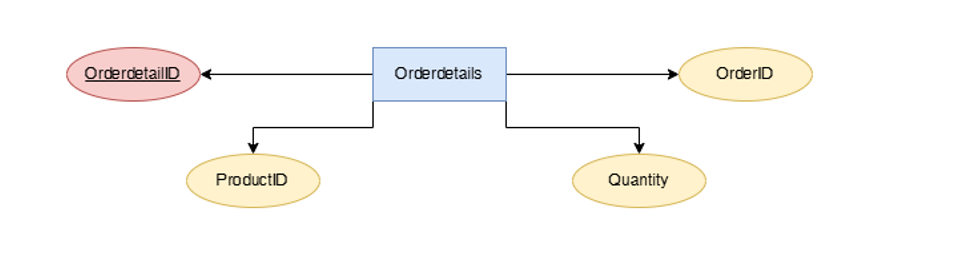 OrderdetailID
Orderdetails
OrderID
ProductID
Quantity